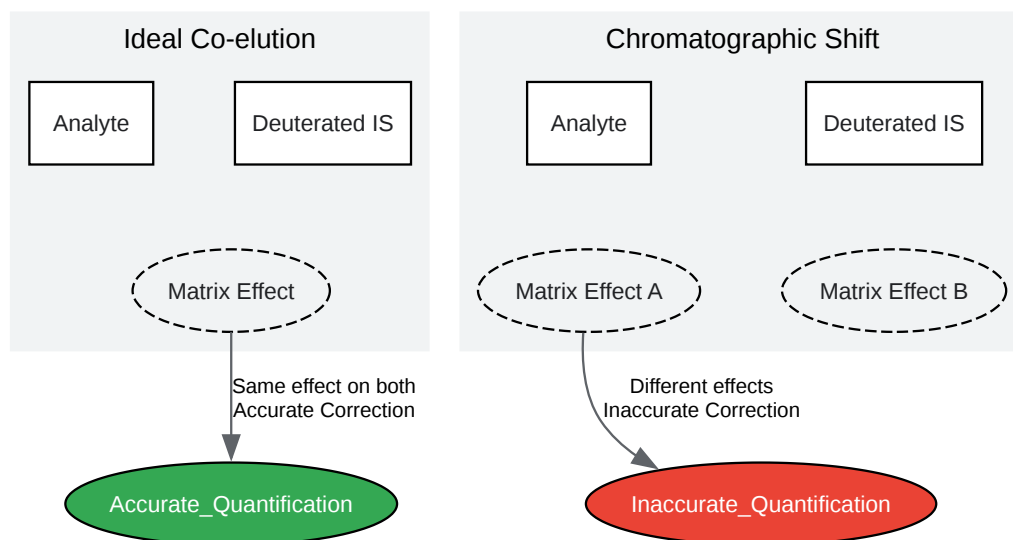 Ideal Co-elution
Analyte
Deuterated IS
Matrix Effect
Same effect on both
Accurate Correction
Accurate_Quantification
Chromatographic Shift
Analyte
Deuterated IS
Matrix Effect A
Matrix Effect B
Different effects
Inaccurate Correction
Inaccurate_Quantification